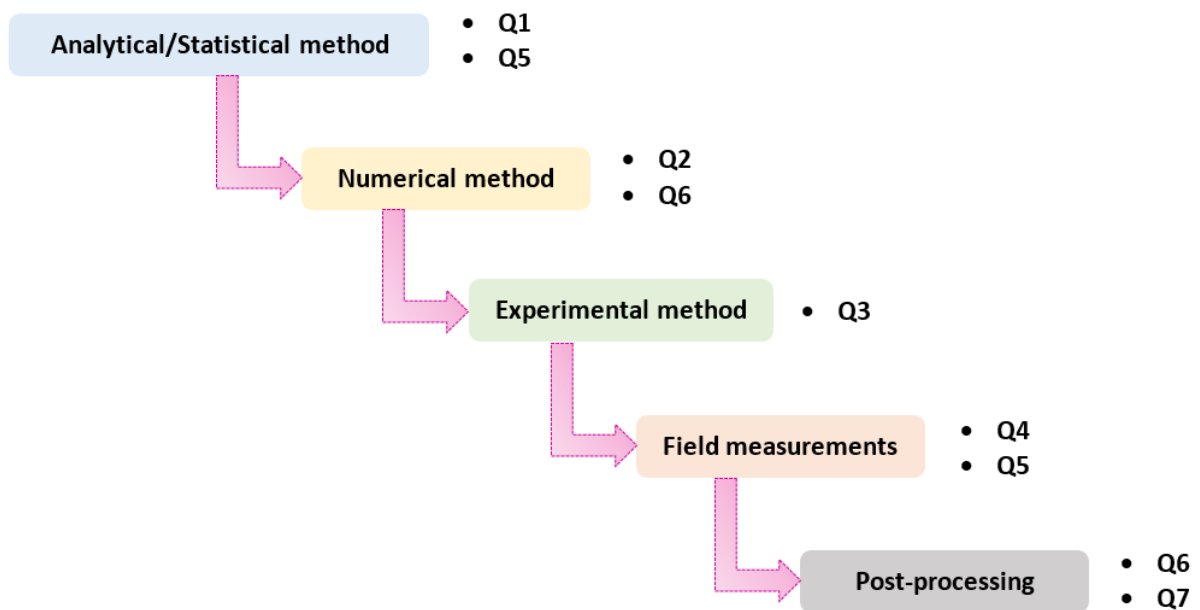 Analytical/Statistical method
• Q1
• Q5
Numerical method
• Q2
• Q6
Experimental method
• Q3
Field measurements
• Q4
• Q5
Post-processing
• Q6
• Q7